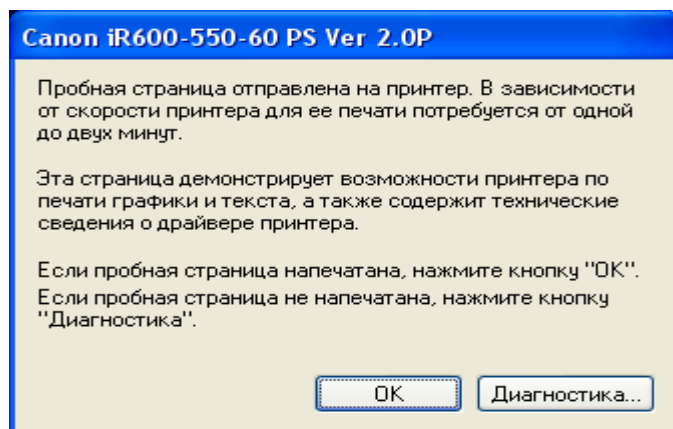 Canon iR600-550-60 PS Ver 2.0P
Пробная страница отправлена на принтер. В зависимости
от скорости принтера для ее печати потребуется от одной
до двух минут.
Эта страница демонстрирует возможности принтера по
печати графики и текста, а также содержит технические
сведения о драйвере принтера.
Если пробная страница напечатана, нажмите кнопку "OK".
Если пробная страница не напечатана, нажмите кнопку
"Диагностика".
OK
Диагностика...